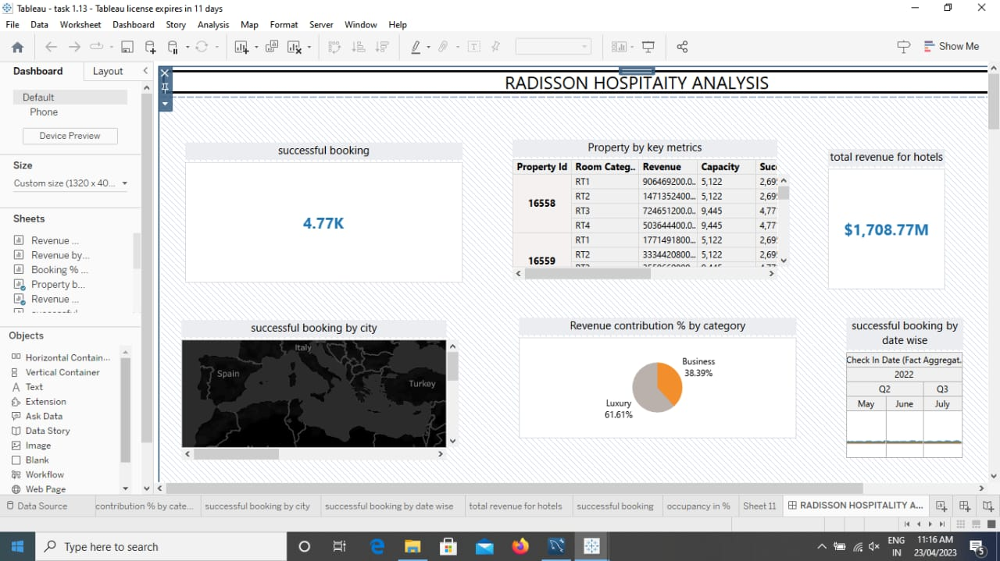 Tableau - task 1.13 - Tableau license expires in 11 days
File Data Worksheet Dashboard Story Analysis Map Format Server Window Help
Show Me
Dashboard Layout
Default
Phone
Device Preview
Size
Custom size (1320 x 40...
Sheets
Revenue ...
Revenue by...
Booking % ...
Property b...
Revenue ...
Objects
Horizontal Contain...
Vertical Container
Text
Extension
Ask Data
Data Story
Image
Blank
Workflow
Web Page
RADISSON HOSPITAITY ANALYSIS
successful booking
4.77K
Property by key metrics
Property Id Room Categ.. Revenue Capacity Suc
16558
RT1 906469200.0.. 5,122 2,69
RT2 1471352400... 5,122 2,69
RT3 724651200.0.. 9,445 4,77
RT4 503644400.0.. 9,445 4,77
16559
RT1 1771491800... 5,122 2,69
RT2 3334420800... 5,122 2,69
total revenue for hotels
$1,708.77M
successful booking by city
Italy
Spain
Turkey
Revenue contribution % by category
Business
38.39%
Luxury
61.61%
successful booking by
date wise
Check In Date (Fact Aggregat..
2022
Q2 Q3
May June July
Data Source contribution % by cate... successful booking by city successful booking by date wise total revenue for hotels successful booking occupancy in % Sheet 11 RADISSON HOSPITALITY A...
Type here to search
ENG
IN
11:16 AM
23/04/2023
5